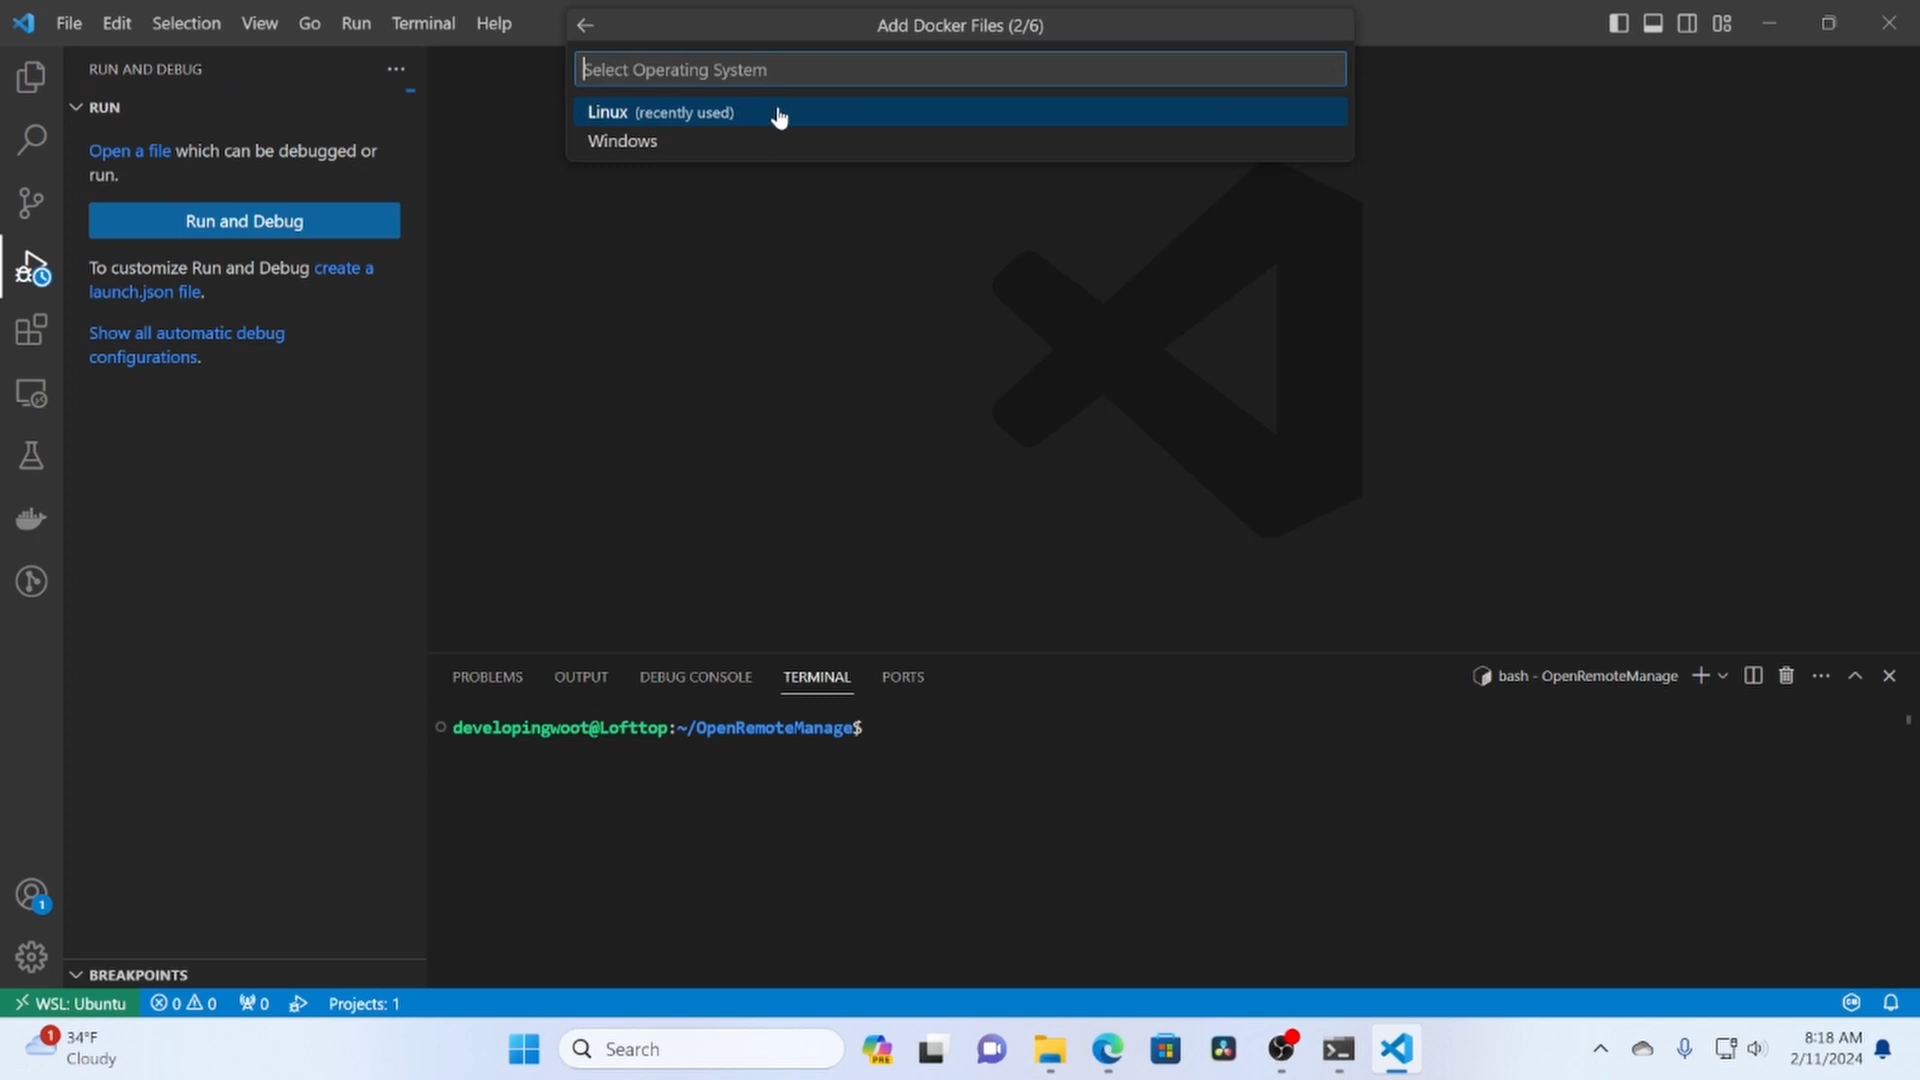 File Edit Selection View Go Run Terminal Help
Add Docker Files (2/6)
Select Operating System
Linux (recently used)
Windows
RUN AND DEBUG
RUN
Open a file which can be debugged or
run.
Run and Debug
To customize Run and Debug create a
launch.json file.
Show all automatic debug
configurations.
PROBLEMS OUTPUT DEBUG CONSOLE TERMINAL PORTS
bash - OpenRemoteManage
developingwoot@Lofttop:~/OpenRemoteManage$
1
BREAKPOINTS
WSL: Ubuntu 0 0 0 Projects: 1
1
34°F
Cloudy
Search
PRE
8:18 AM
2/11/2024